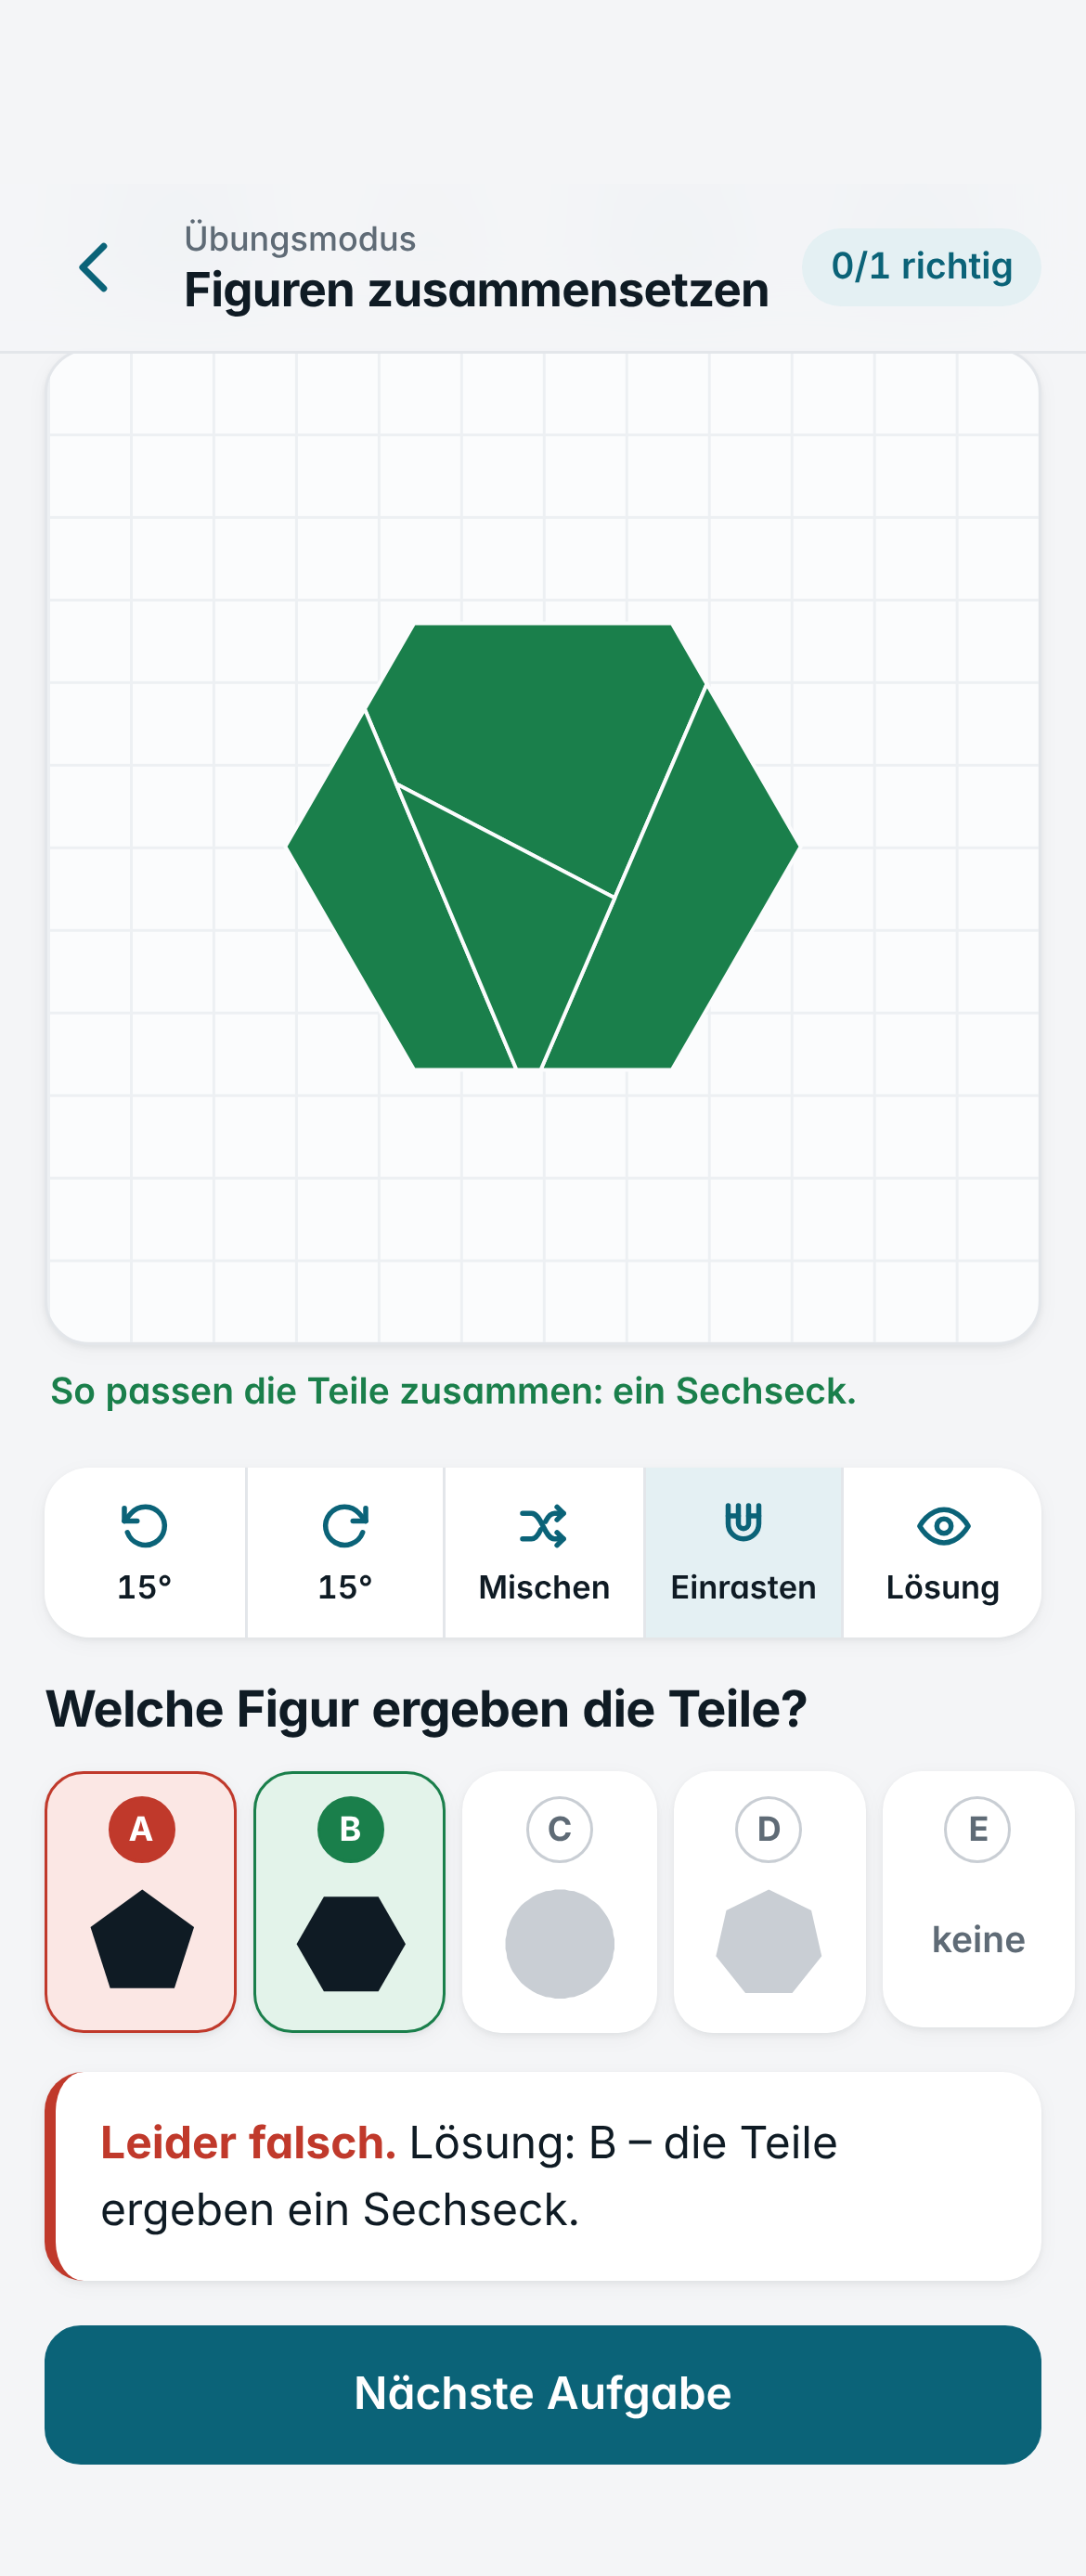 Übungsmodus
Figuren zusammensetzen
0/1 richtig
So passen die Teile zusammen: ein Sechseck.
15°
15°
Mischen
Einrasten
Lösung
Welche Figur ergeben die Teile?
A
B
C
D
E
keine
Leider falsch. Lösung: B – die Teile
ergeben ein Sechseck.
Nächste Aufgabe